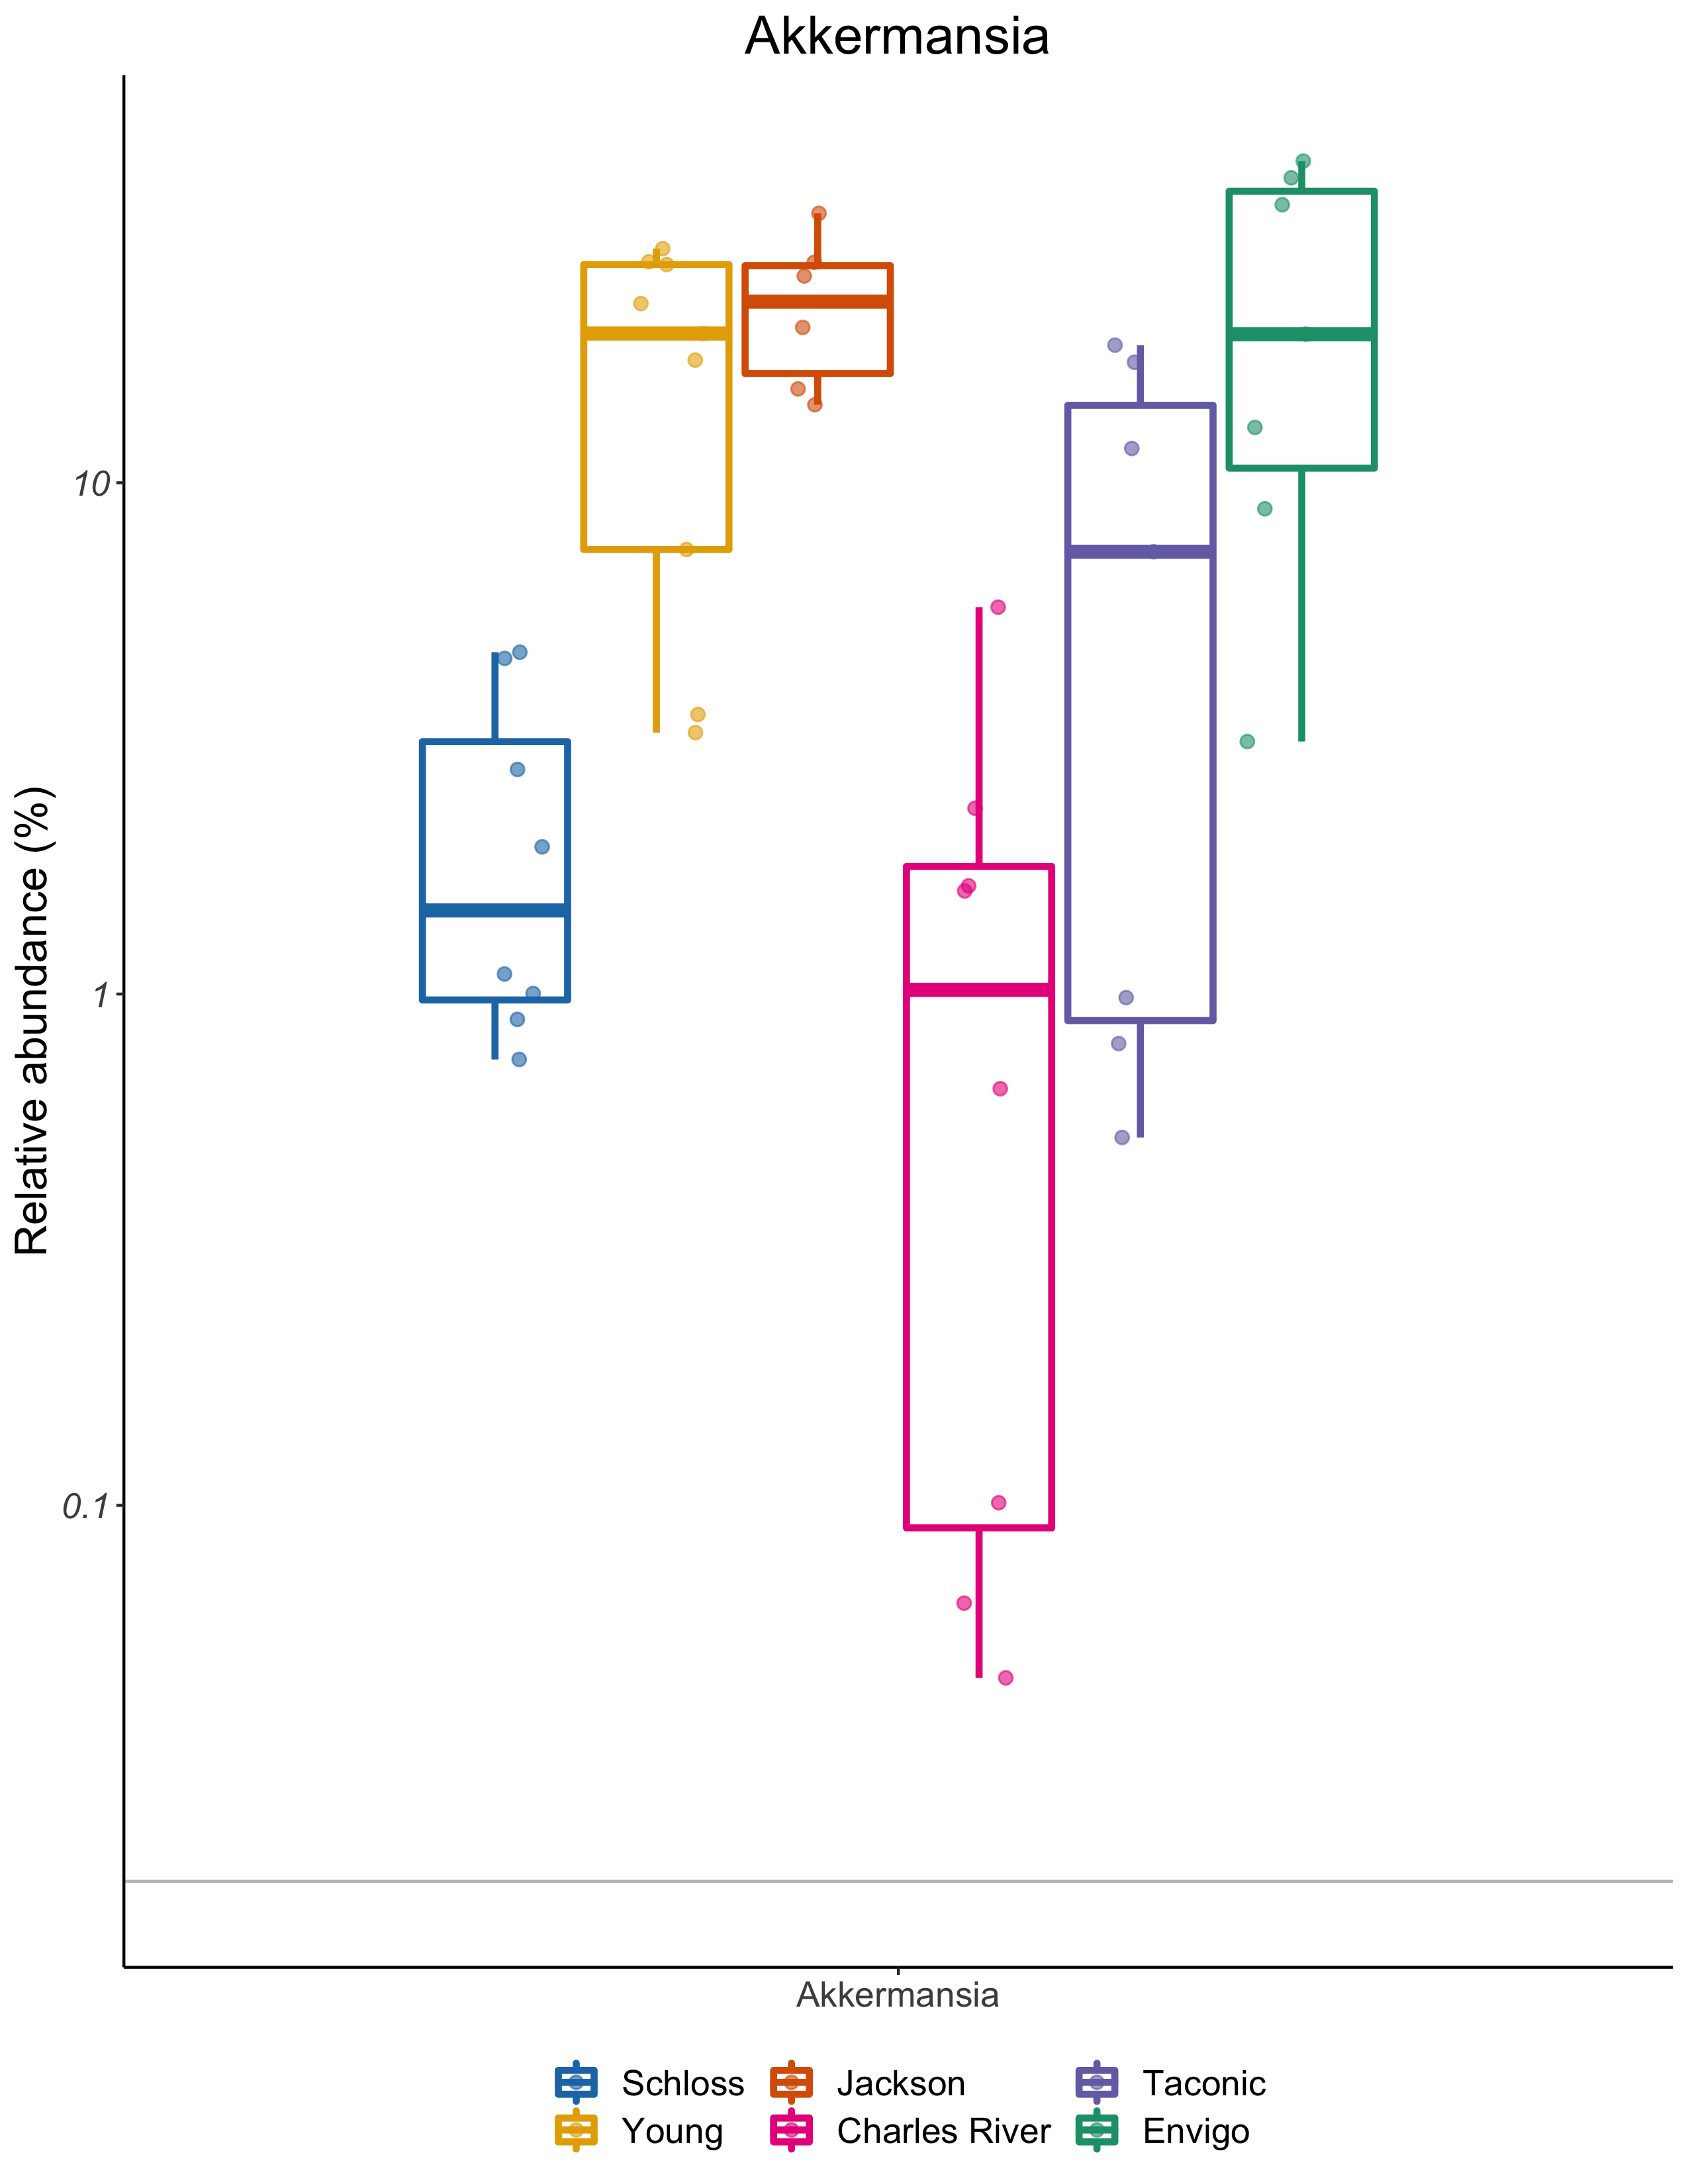 Akkermansia
Relative abundance (%)
10
1
0.1
Akkermansia
Schloss
Jackson
Taconic
Young
Charles River
Envigo